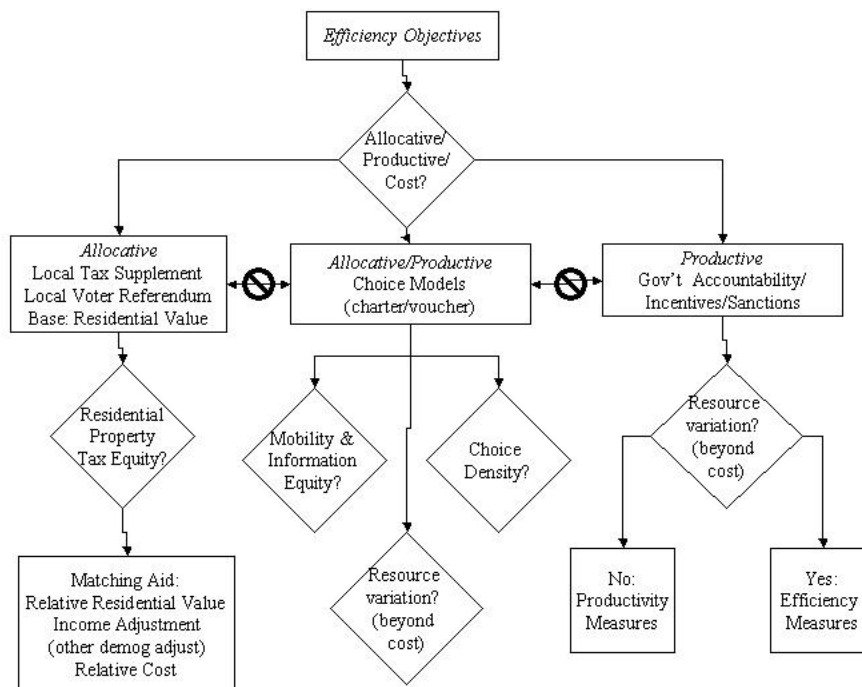 Efficiency Objectives
Allocative/
Productive/
Cost?
Allocative
Local Tax Supplement
Local Voter Referendum
Base: Residential Value
Allocative/Productive
Choice Models
(charter/voucher)
Productive
Gov't Accountability/
Incentives/Sanctions
Residential
Property
Tax Equity?
Mobility &
Information
Equity?
Choice
Density?
Resource
variation?
(beyond
cost)
Matching Aid:
Relative Residential Value
Income Adjustment
(other demog adjust)
Relative Cost
Resource
variation?
(beyond
cost)
No:
Productivity
Measures
Yes:
Efficiency
Measures